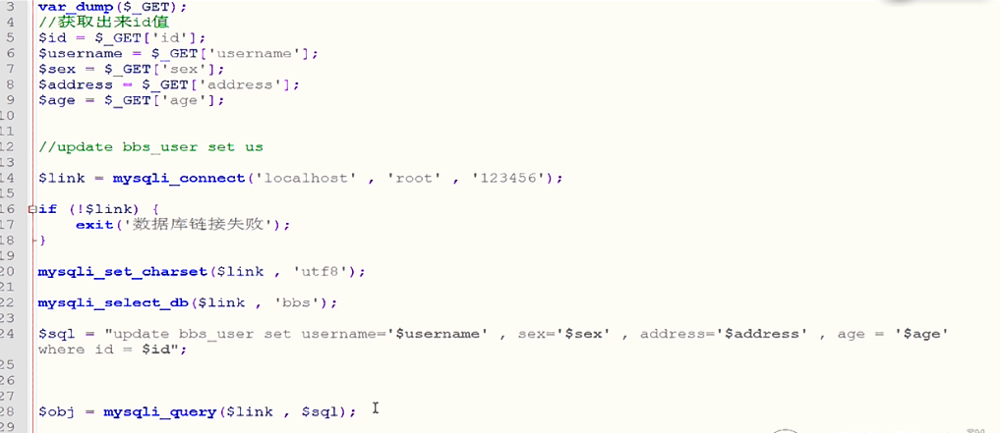 3 var_dump($_GET);
4 //获取出来id值
5 $id = $_GET['id'];
6 $username = $_GET['username'];
7 $sex = $_GET['sex'];
8 $address = $_GET['address'];
9 $age = $_GET['age'];
10
11
12 //update bbs_user set us
13
14 $link = mysqli_connect('localhost' , 'root' , '123456');
15
16 if (!$link) {
17 exit('数据库链接失败');
18 }
19
20 mysqli_set_charset($link , 'utf8');
21
22 mysqli_select_db($link , 'bbs');
23
24 $sql = "update bbs_user set username='$username' , sex='$sex' , address='$address' , age = '$age'
where id = $id";
25
26
27
28 $obj = mysqli_query($link , $sql);
29